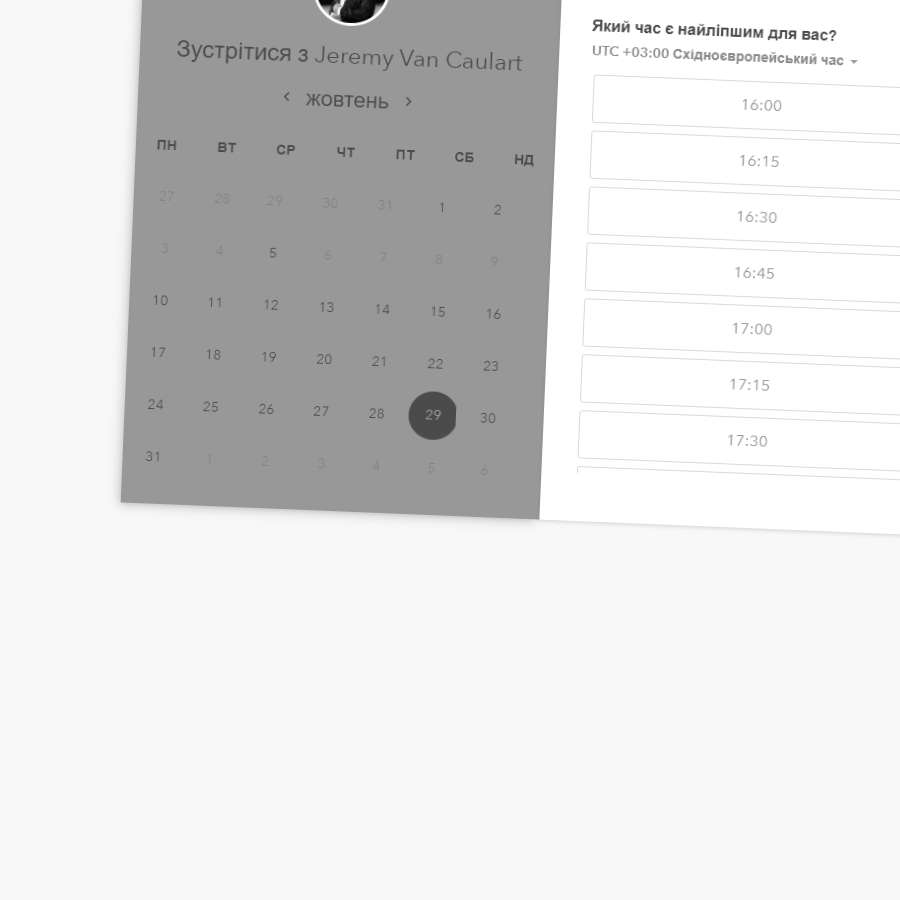 Зустрітися з Jeremy Van Caulart
жовтень
ПН ВТ СР ЧТ ПТ СБ НД
27 28 29 30 31 1 2
3 4 5 6 7 8 9
10 11 12 13 14 15 16
17 18 19 20 21 22 23
24 25 26 27 28 29 30
31 1 2 3 4 5 6
Який час є найліпшим для вас?
UTC +03:00 Східноєвропейський час
16:00
16:15
16:30
16:45
17:00
17:15
17:30